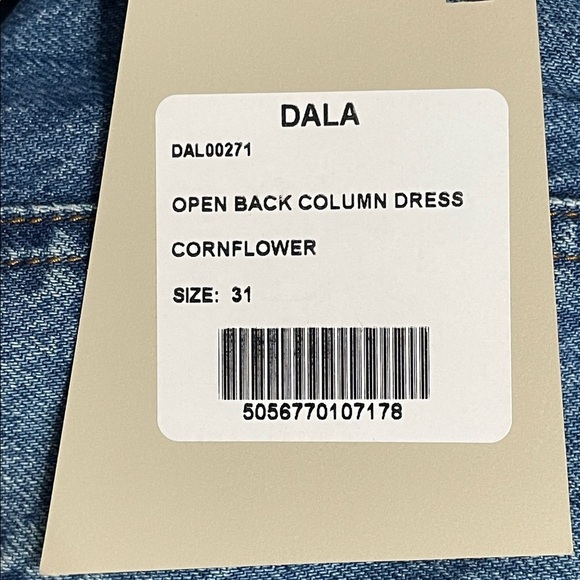 DALA
DAL00271
OPEN BACK COLUMN DRESS
CORNFLOWER
SIZE: 31
5056770107178